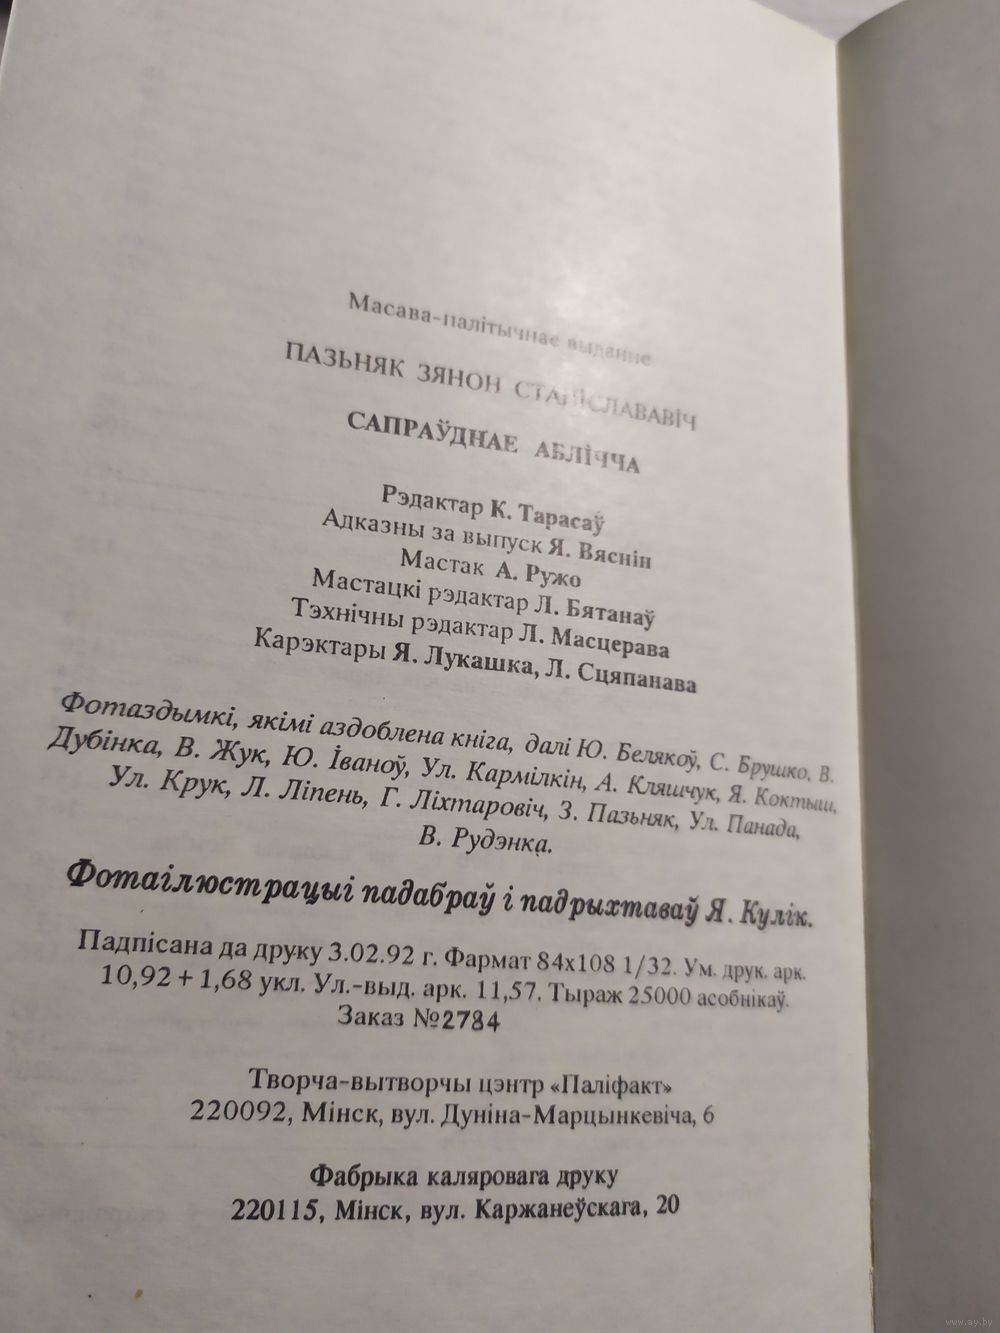 Масава-палітычнае выданне
ПАЗЬНЯК ЗЯНОН СТАНІСЛАВАВІЧ
САПРАЎДНАЕ АБЛІЧЧА
Рэдактар К. Тарасаў
Адказны за выпуск Я. Вяснін
Мастак А. Ружо
Мастацкі рэдактар Л. Бятанаў
Тэхнічны рэдактар Л. Масцерава
Карэктары Я. Лукашка, Л. Сцяпанава
Фотаздымкі, якімі аздоблена кніга, далі Ю. Белякоў, С. Брушко, В.
Дубінка, В. Жук, Ю. Іваноў, Ул. Кармілкін, А. Кляшчук, Я. Коктыш,
Ул. Крук, Л. Ліпень, Г. Ліхтаровіч, З. Пазьняк, Ул. Панада,
В. Рудэнка.
Фотаілюстрацыі падабраў і падрыхтаваў Я. Кулік.
Падпісана да друку 3.02.92 г. Фармат 84х108 1/32. Ум. друк. арк.
10,92 + 1,68 укл. Ул.-выд. арк. 11,57. Тыраж 25000 асобнікаў.
Заказ №2784
Творча-вытворчы цэнтр «Паліфакт»
220092, Мінск, вул. Дуніна-Марцынкевіча, 6
Фабрыка каляровага друку
220115, Мінск, вул. Каржанеўскага, 20
www.ay.by